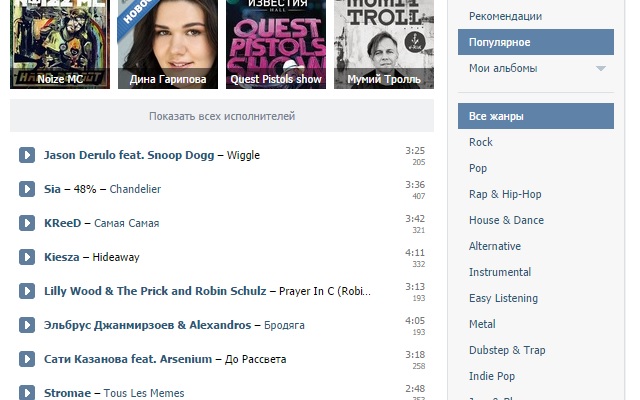 NOIZE MC
НОВОС
ИЗВЕСТИЯ
HALL
QUEST
PISTOLS
SHOW
МУМИЙ
ТРОЛЛЬ
Noize MC
Дина Гарипова
Quest Pistols show
Мумий Тролль
Показать всех исполнителей
Jason Derulo feat. Snoop Dogg – Wiggle 3:25
205
Sia – 48% – Chandelier 3:36
407
KReeD – Самая Самая 3:42
321
Kiesza – Hideaway 4:11
332
Lilly Wood & The Prick and Robin Schulz – Prayer In C (Robi... 3:13
193
Эльбрус Джанмирзоев & Alexandros – Бродяга 4:05
193
Сати Казанова feat. Arsenium – До Рассвета 3:18
258
Stromae – Tous Les Memes 2:48
Рекомендации
Популярное
Мои альбомы
Все жанры
Rock
Pop
Rap & Hip-Hop
House & Dance
Alternative
Instrumental
Easy Listening
Metal
Dubstep & Trap
Indie Pop